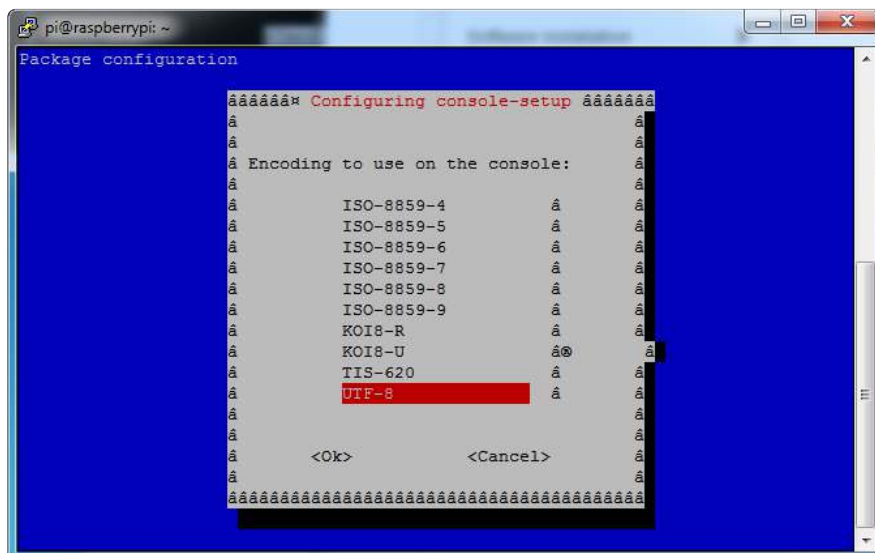 pi@raspberrypi: ~
Package configuration
ââââââ¤ Configuring console-setup âââââââ
â â
â â
â Encoding to use on the console: â
â â
â ISO-8859-4 â â
â ISO-8859-5 â â
â ISO-8859-6 â â
â ISO-8859-7 â â
â ISO-8859-8 â â
â ISO-8859-9 â â
â KOI8-R â â
â KOI8-U â® â
â TIS-620 â â
â UTF-8 â â
â â
â â
â <Ok> <Cancel> â
â â
ââââââââââââââââââââââââââââââââââââââââ